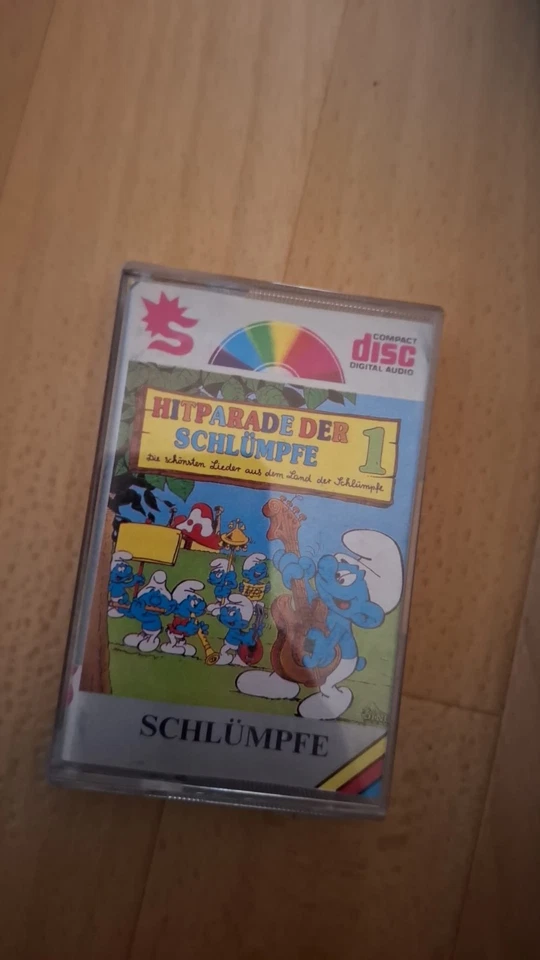 S
COMPACT
disc
DIGITAL AUDIO
HITPARADE DER
SCHLÜMPFE 1
Die schönsten Lieder aus dem Land der Schlümpfe
SCHLÜMPFE